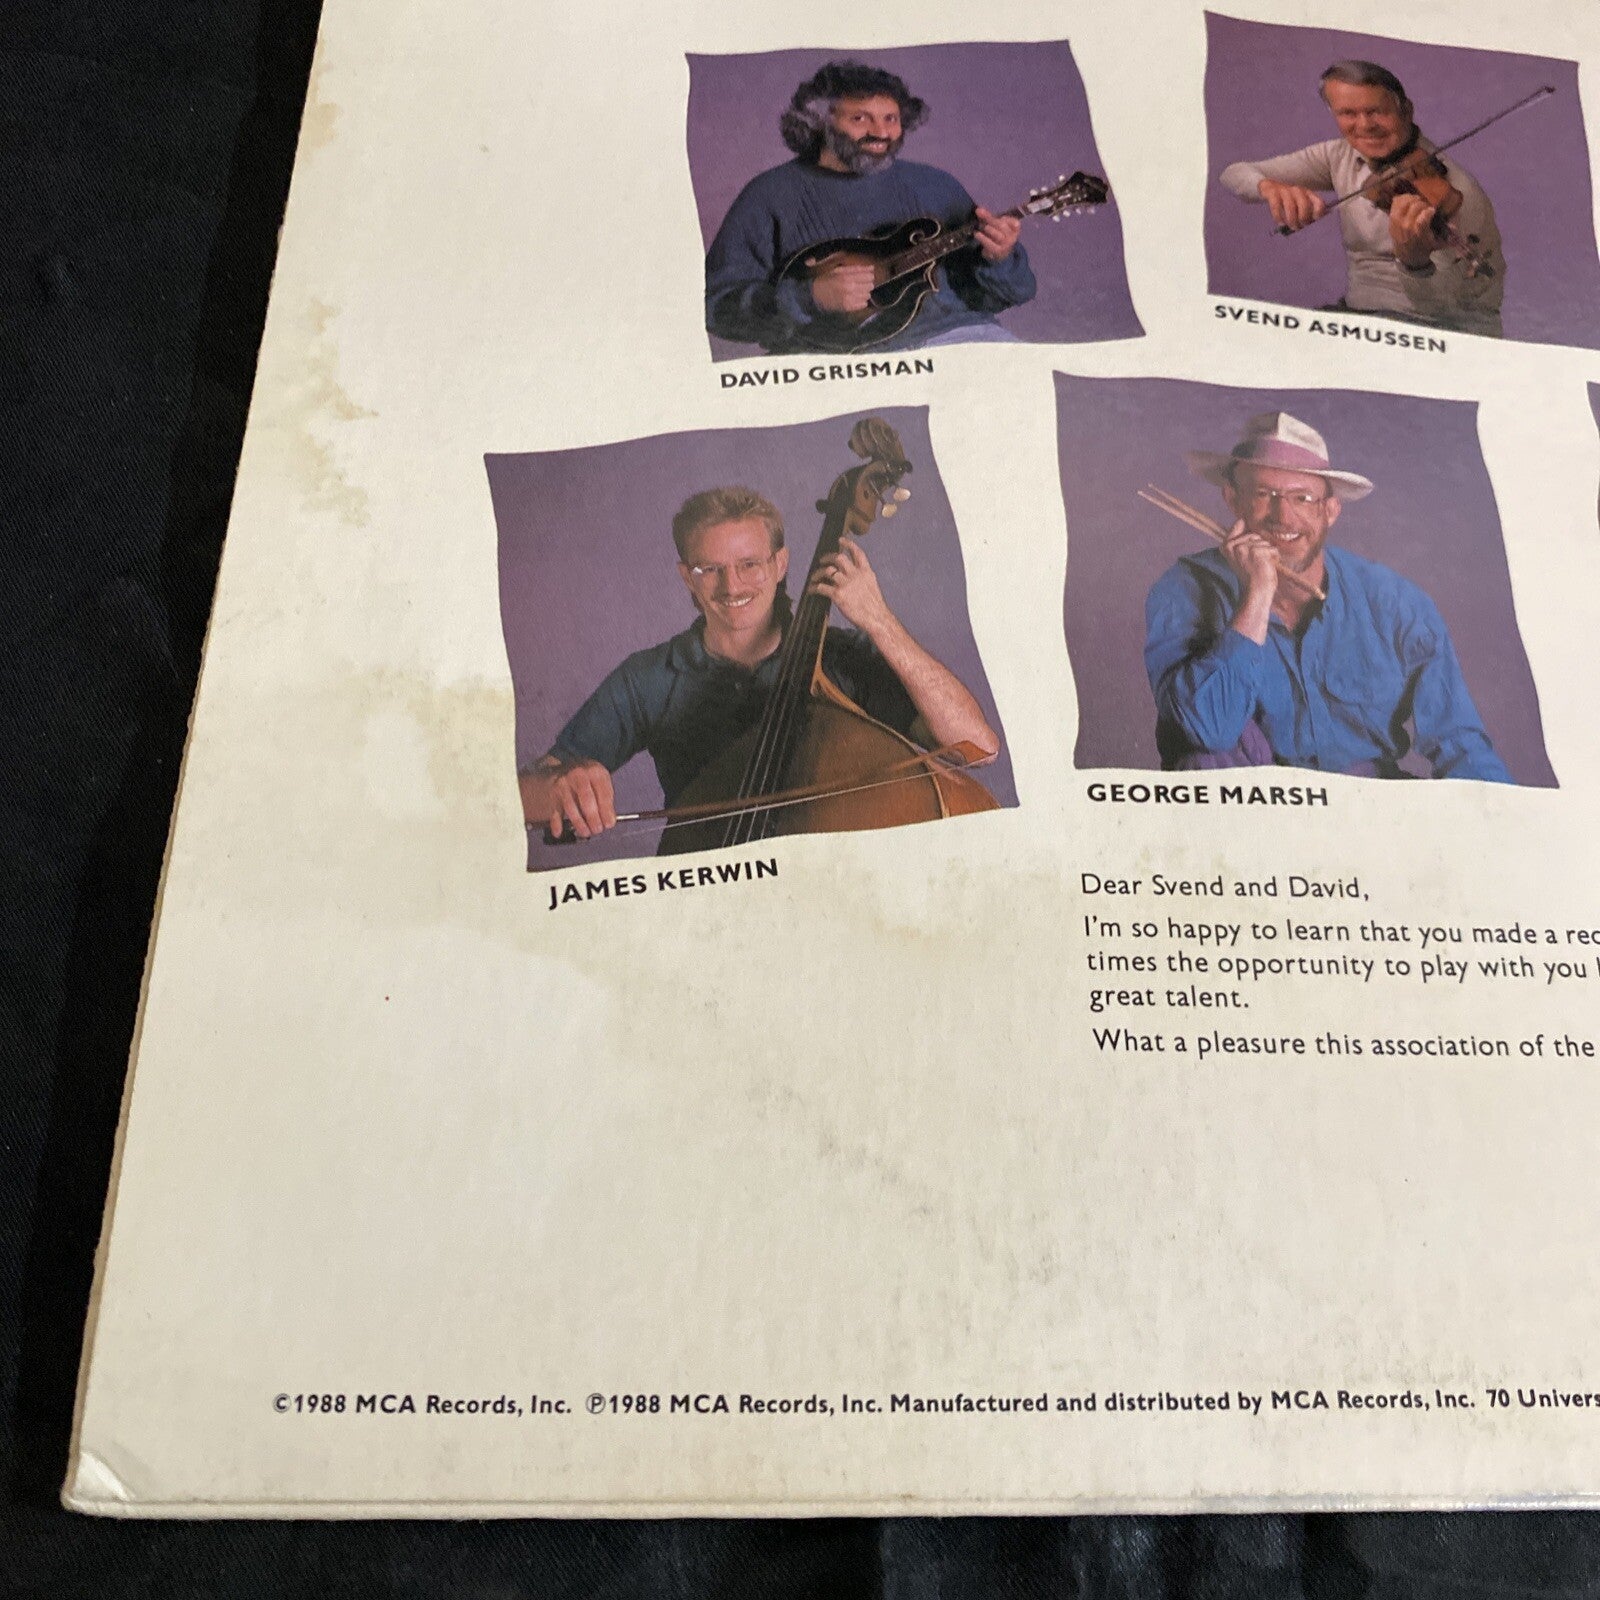 DAVID GRISMAN
SVEND ASMUSSEN
JAMES KERWIN
GEORGE MARSH
Dear Svend and David,
I'm so happy to learn that you made a
times the opportunity to play with you
great talent.
What a pleasure this association of the
©1988 MCA Records, Inc. ℗1988 MCA Records, Inc. Manufactured and distributed by MCA Records, Inc. 70